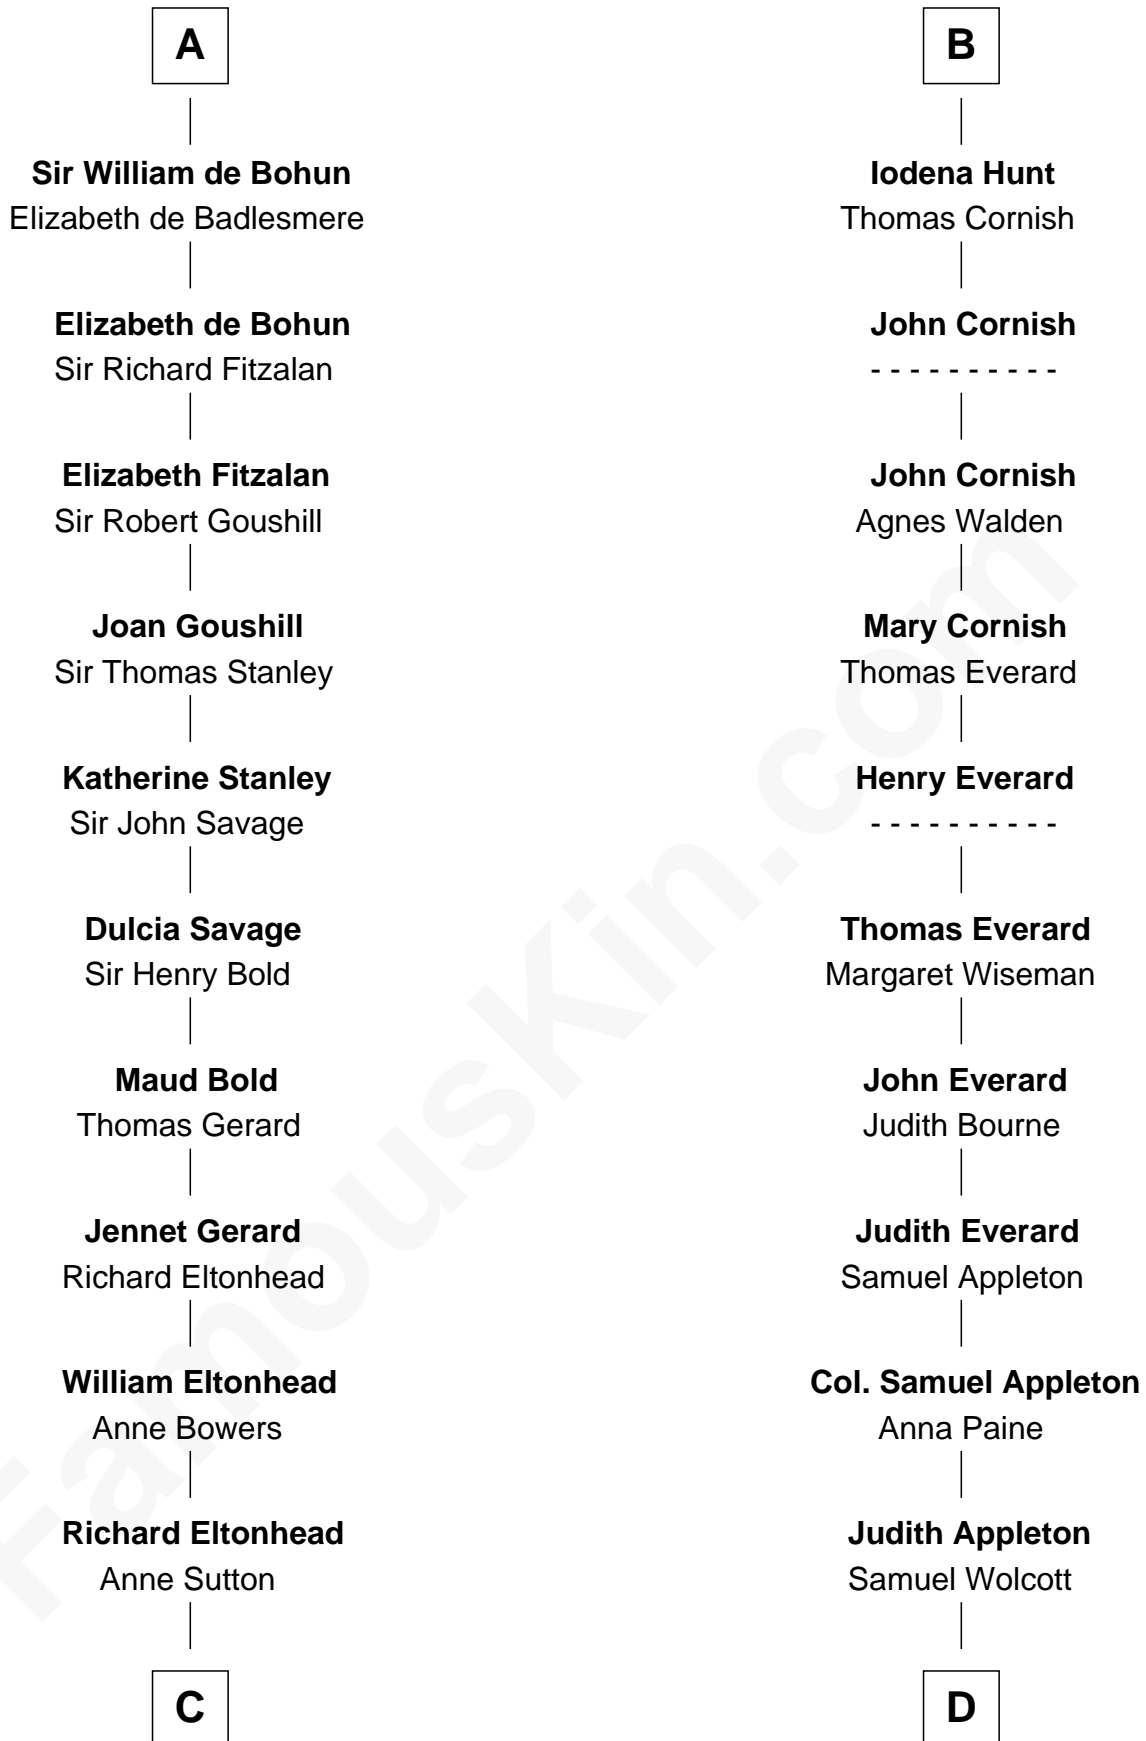 A
Sir William de Bohun
Elizabeth de Badlesmere
Elizabeth de Bohun
Sir Richard Fitzalan
Elizabeth Fitzalan
Sir Robert Goushill
Joan Goushill
Sir Thomas Stanley
Katherine Stanley
Sir John Savage
Dulcia Savage
Sir Henry Bold
Maud Bold
Thomas Gerard
Jennet Gerard
Richard Eltonhead
William Eltonhead
Anne Bowers
Richard Eltonhead
Anne Sutton
C
B
Iodena Hunt
Thomas Cornish
John Cornish
- - - - - - - - - -
John Cornish
Agnes Walden
Mary Cornish
Thomas Everard
Henry Everard
- - - - - - - - - -
Thomas Everard
Margaret Wiseman
John Everard
Judith Bourne
Judith Everard
Samuel Appleton
Col. Samuel Appleton
Anna Paine
Judith Appleton
Samuel Wolcott
D
FamousKin.com